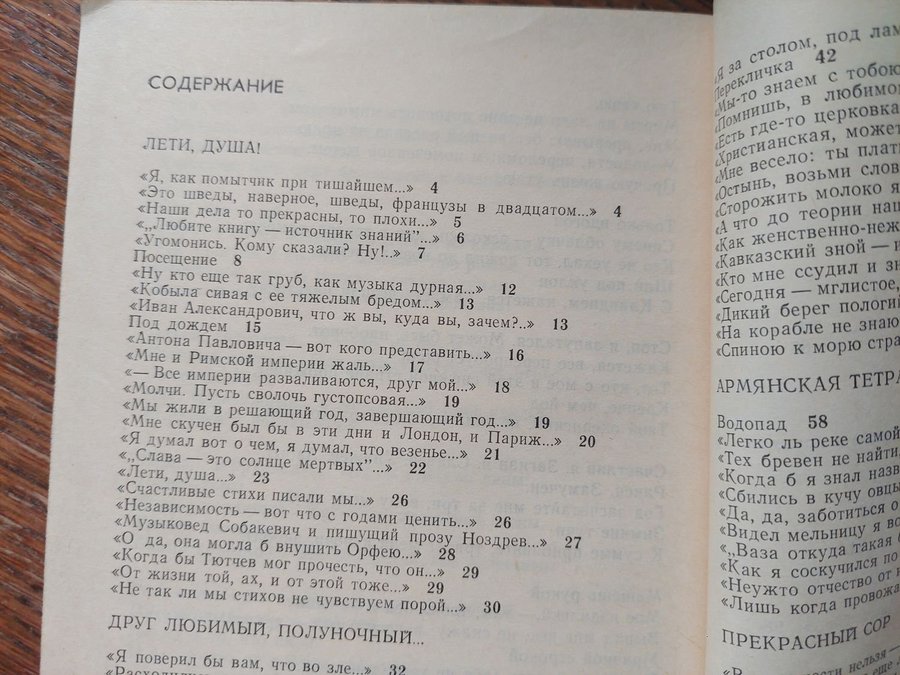 СОДЕРЖАНИЕ
ЛЕТИ, ДУША!
«Я, как помытчик при тишайшем...» 4
«Это шведы, наверное, шведы, французы в двадцатом...» 4
«Наши дела то прекрасны, то плохи...» 5
«„Любите книгу — источник знаний"...» 6
«Угомонись. Кому сказали? Ну!..» 7
Посещение 8
«Ну кто еще так груб, как музыка дурная...» 12
«Кобыла сивая с ее тяжелым бредом...» 13
«Иван Александрович, что ж вы, куда вы, зачем?..» 13
Под дождем 15
«Антона Павловича — вот кого представить...» 16
«Мне и Римской империи жаль...» 17
«— Все империи разваливаются, друг мой...» 18
«Молчи. Пусть сволочь густопсовая...» 19
«Мы жили в решающий год, завершающий год...» 19
«Мне скучен был бы в эти дни и Лондон, и Париж...» 20
«Я думал вот о чем, я думал, что везенье...» 21
«„Слава — это солнце мертвых"...» 22
«Лети, душа...» 23
«Счастливые стихи писали мы...» 26
«Независимость — вот что с годами ценить...» 26
«Музыковед Собакевич и пишущий прозу Ноздрев...» 27
«О да, она могла б внушить Орфею...» 28
«Когда бы Тютчев мог прочесть, что он...» 29
«От жизни той, ах, и от этой тоже...» 29
«Не так ли мы стихов не чувствуем порой...» 30
ДРУГ ЛЮБИМЫЙ, ПОЛУНОЧНЫЙ...
«Я поверил бы вам, что во зле...» 32
«Я за столом, под лам
Перекличка 42
«Мы-то знаем с тобою
«Помнишь, в любимом
«Есть где-то церковка
«Христианская, может
«Мне весело: ты плат
«Остынь, возьми слов
«Сторожить молоко я
«А что до теории наш
«Как женственно-неж
«Кавказский зной — и
«Кто мне ссудил и зн
«Сегодня — мглистое,
«Дикий берег пологий
«На корабле не знаю
«Спиною к морю стра
АРМЯНСКАЯ ТЕТРА
Водопад 58
«Легко ль реке самой
«Тех бревен не найти,
«Когда б я знал назв
«Сбились в кучу овцы
«Да, да, заботиться о
«Видел мельницу я во
«„Ваза откуда такая
«Как я соскучился по
«Неужто отчество от
«Лишь когда провожа
ПРЕКРАСНЫЙ СОР